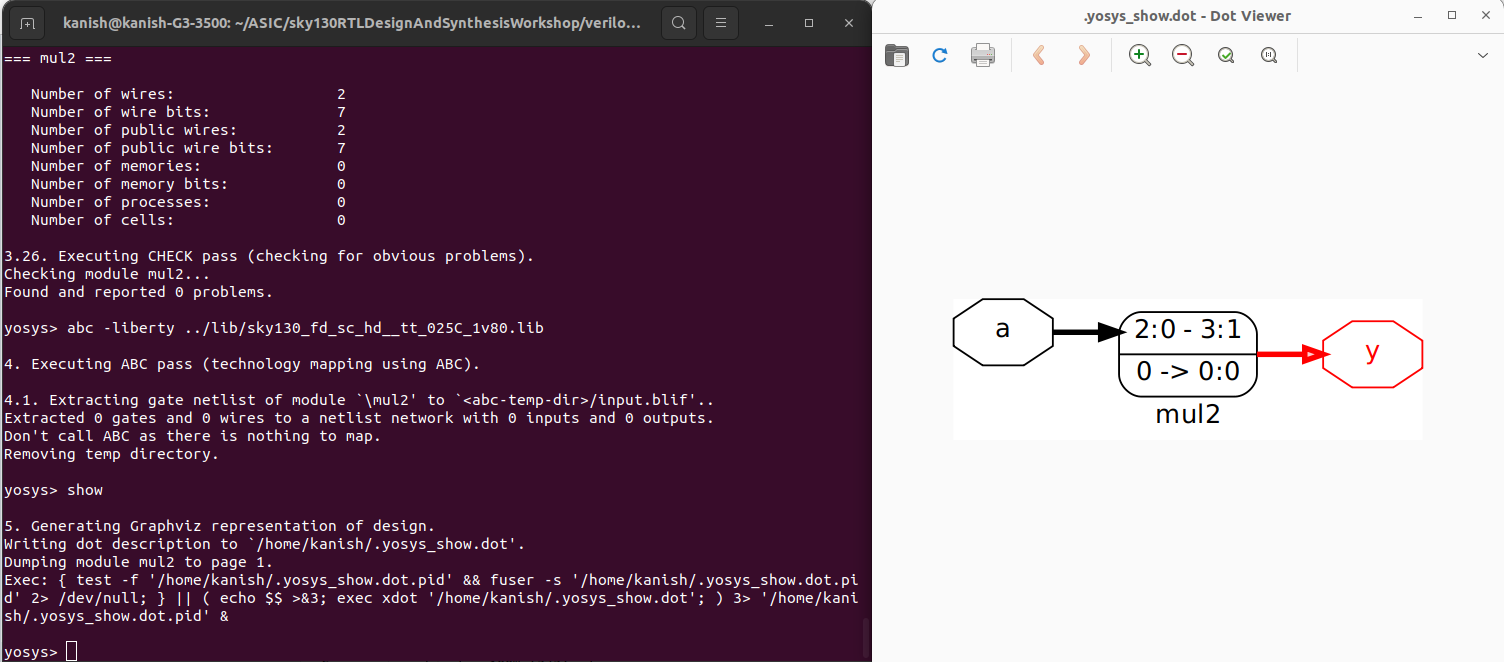 kanish@kanish-G3-3500: ~/ASIC/sky130RTLDesignAndSynthesisWorkshop/verilo...
=== mul2 ===
Number of wires: 2
Number of wire bits: 7
Number of public wires: 2
Number of public wire bits: 7
Number of memories: 0
Number of memory bits: 0
Number of processes: 0
Number of cells: 0
3.26. Executing CHECK pass (checking for obvious problems).
Checking module mul2...
Found and reported 0 problems.
yosys> abc -liberty ../lib/sky130_fd_sc_hd__tt_025C_1v80.lib
4. Executing ABC pass (technology mapping using ABC).
4.1. Extracting gate netlist of module `\mul2' to `<abc-temp-dir>/input.blif'..
Extracted 0 gates and 0 wires to a netlist network with 0 inputs and 0 outputs.
Don't call ABC as there is nothing to map.
Removing temp directory.
yosys> show
5. Generating Graphviz representation of design.
Writing dot description to `/home/kanish/.yosys_show.dot'.
Dumping module mul2 to page 1.
Exec: { test -f '/home/kanish/.yosys_show.dot.pid' && fuser -s '/home/kanish/.yosys_show.dot.pi
d' 2> /dev/null; } || ( echo $$ >&3; exec xdot '/home/kanish/.yosys_show.dot'; ) 3> '/home/kani
sh/.yosys_show.dot.pid' &
yosys>
.yosys_show.dot - Dot Viewer
a
2:0 - 3:1
0 -> 0:0
y
mul2